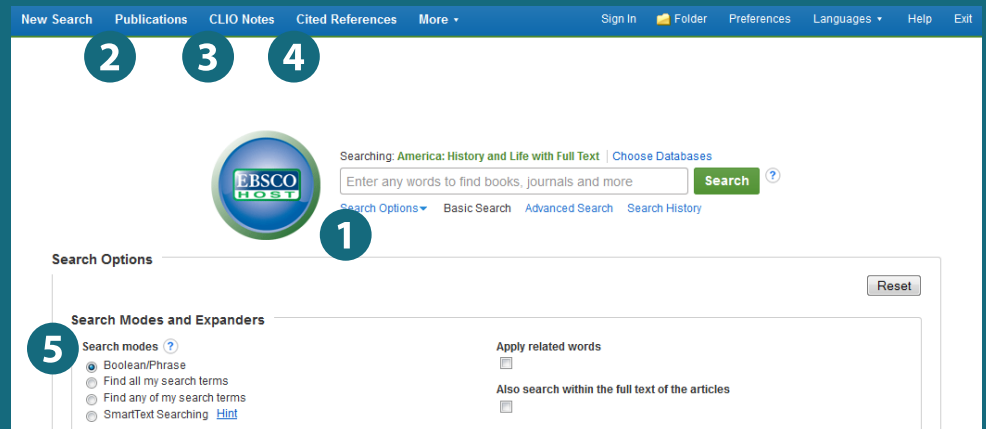 New Search Publications CLIO Notes Cited References More Sign In Folder Preferences Languages Help Exit
2 3 4
Searching: America: History and Life with Full Text Choose Databases
EBSCO
HOST
Enter any words to find books, journals and more Search ?
Search Options Basic Search Advanced Search Search History
1
Search Options
Reset
Search Modes and Expanders
5
Search modes ? Apply related words
Boolean/Phrase
Find all my search terms
Also search within the full text of the articles
Find any of my search terms
SmartText Searching Hint